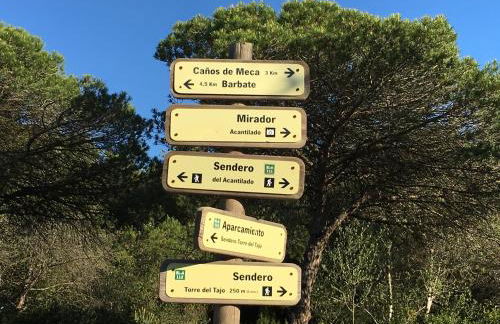 Caños de Meca 3 Km
4,5 Km Barbate
Mirador
Acantilado
Sendero
del Acantilado
Aparcamiento
Sendero Torre del Tajo
Sendero
Torre del Tajo 250 m